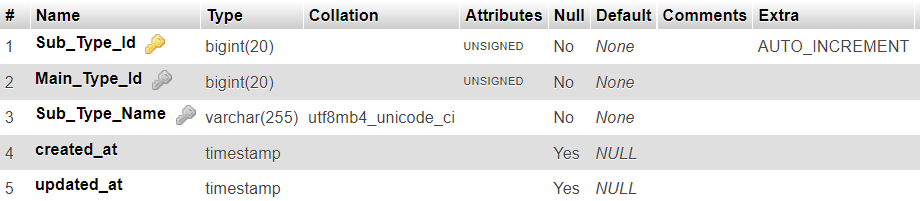 # Name Type Collation Attributes Null Default Comments Extra
1 Sub_Type_Id bigint(20) UNSIGNED No None AUTO_INCREMENT
2 Main_Type_Id bigint(20) UNSIGNED No None
3 Sub_Type_Name varchar(255) utf8mb4_unicode_ci No None
4 created_at timestamp Yes NULL
5 updated_at timestamp Yes NULL